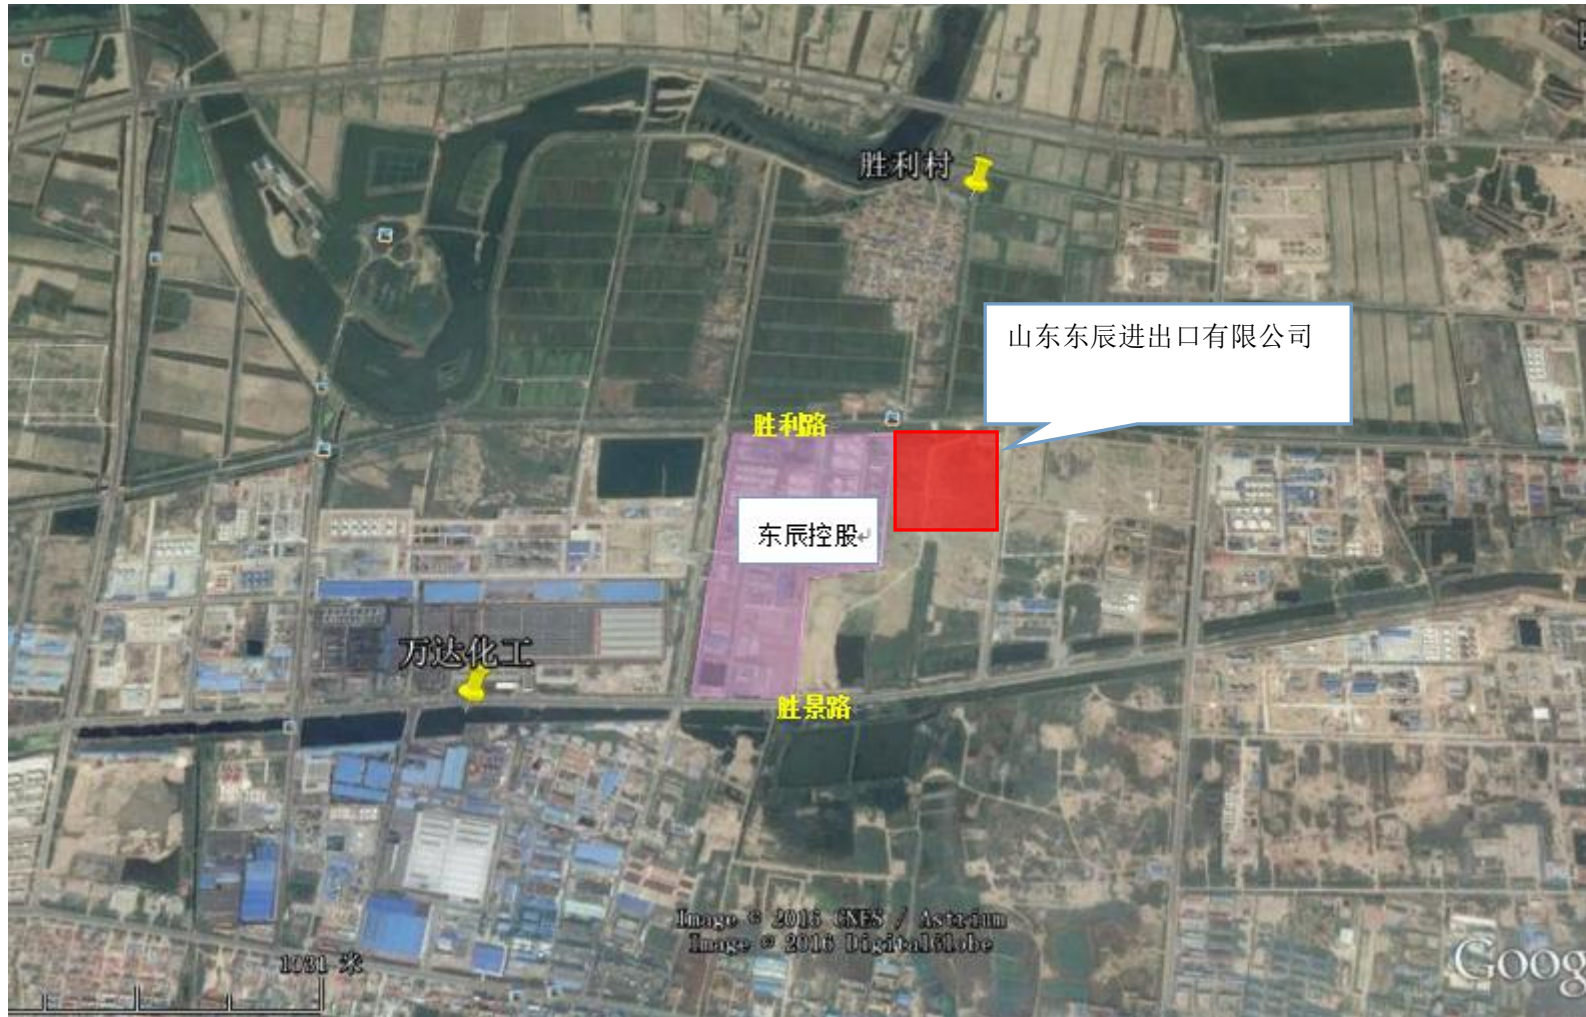 胜利村
山东东辰进出口有限公司
胜利路
东辰控股↵
万达化工
胜景路
Image © 2016 CNES / Astrium
Image © 2016 DigitalGlobe
1031 米
Goog